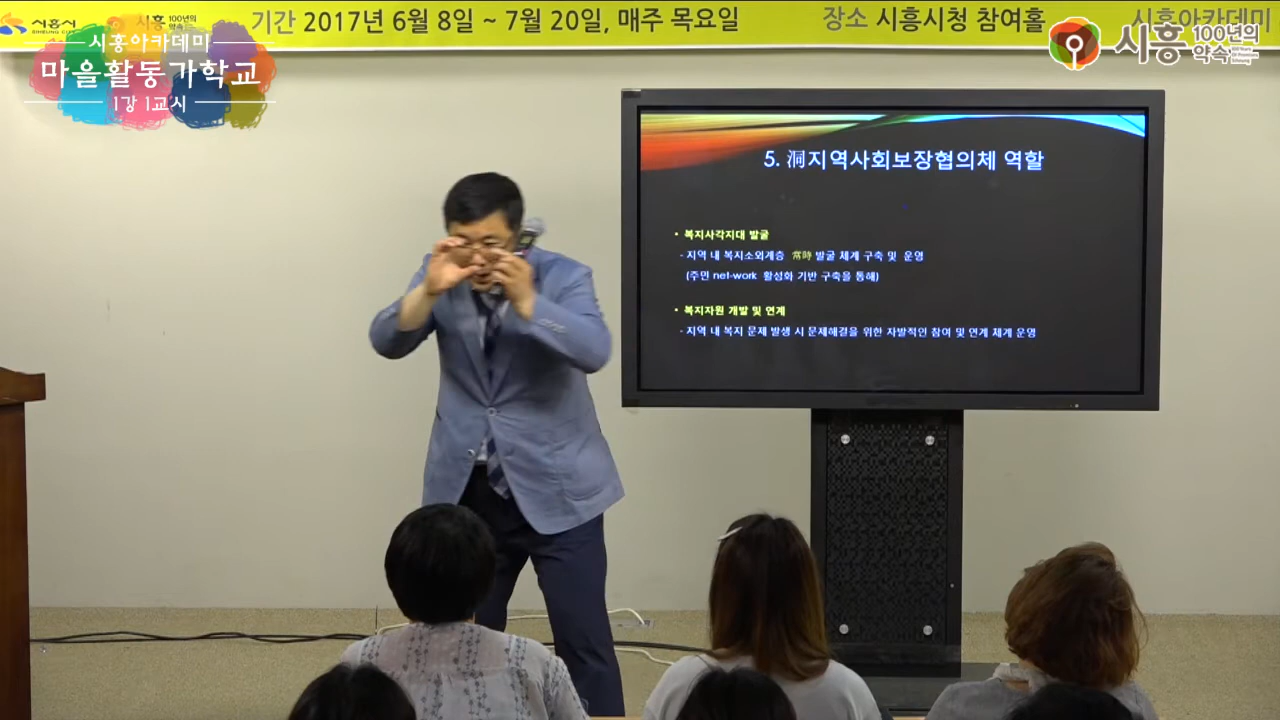 시흥시
SIHEUNG CITY
시흥 100년의 약속
기간 2017년 6월 8일 ~ 7월 20일, 매주 목요일
장소 시흥시청 참여홀
시흥아카데미
시흥아카데미
마을활동가학교
1강 1교시
시흥 100년의 약속
5. 洞지역사회보장협의체 역할
• 복지사각지대 발굴
- 지역 내 복지소외계층 常時 발굴 체계 구축 및 운영
(주민 net-work 활성화 기반 구축을 통해)
• 복지자원 개발 및 연계
- 지역 내 복지 문제 발생 시 문제해결을 위한 자발적인 참여 및 연계 체계 운영